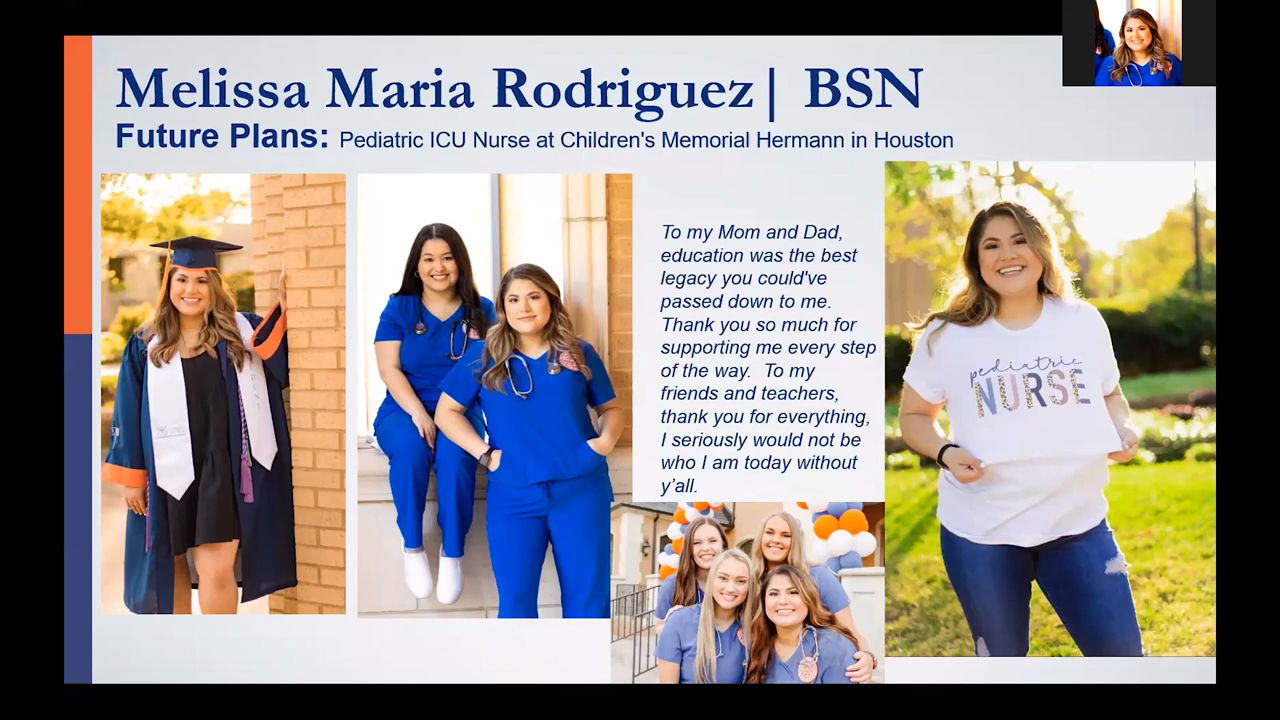 Melissa Maria Rodriguez| BSN
Future Plans: Pediatric ICU Nurse at Children's Memorial Hermann in Houston
To my Mom and Dad,
education was the best
legacy you could've
passed down to me.
Thank you so much for
supporting me every step
of the way.  To my
friends and teachers,
thank you for everything,
I seriously would not be
who I am today without
y’all.
pediatric
NURSE